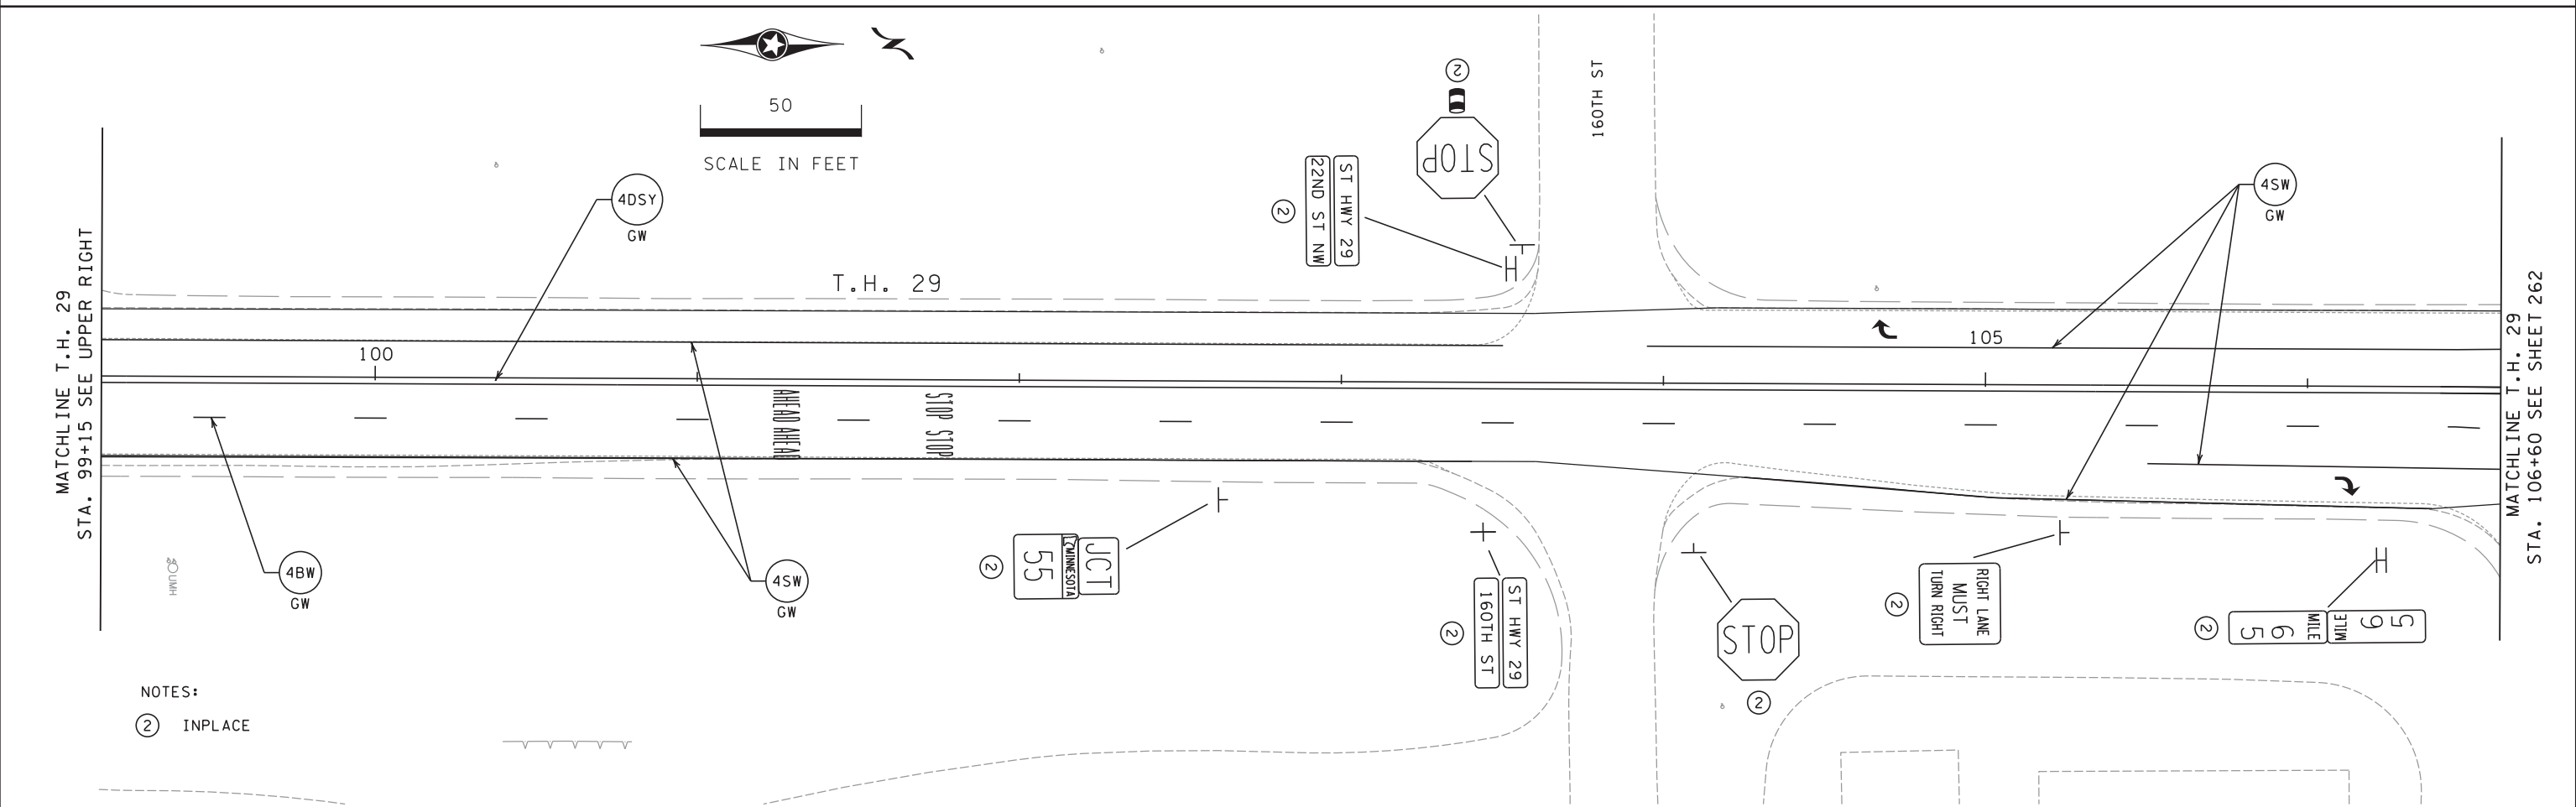 50
SCALE IN FEET
2
STOP
160TH ST
ST HWY 29
22ND ST NW
2
4DSY
GW
4SW
GW
T.H. 29
MATCHLINE T.H. 29
STA. 99+15 SEE UPPER RIGHT
100
105
MATCHLINE T.H. 29
STA. 106+60 SEE SHEET 262
AHEAD AHEAD
STOP STOP
4BW
GW
UMH
4SW
GW
JCT
MINNESOTA
55
2
ST HWY 29
160TH ST
2
STOP
2
RIGHT LANE
MUST
TURN RIGHT
2
MILE
65
MILE
65
2
NOTES:
2 INPLACE